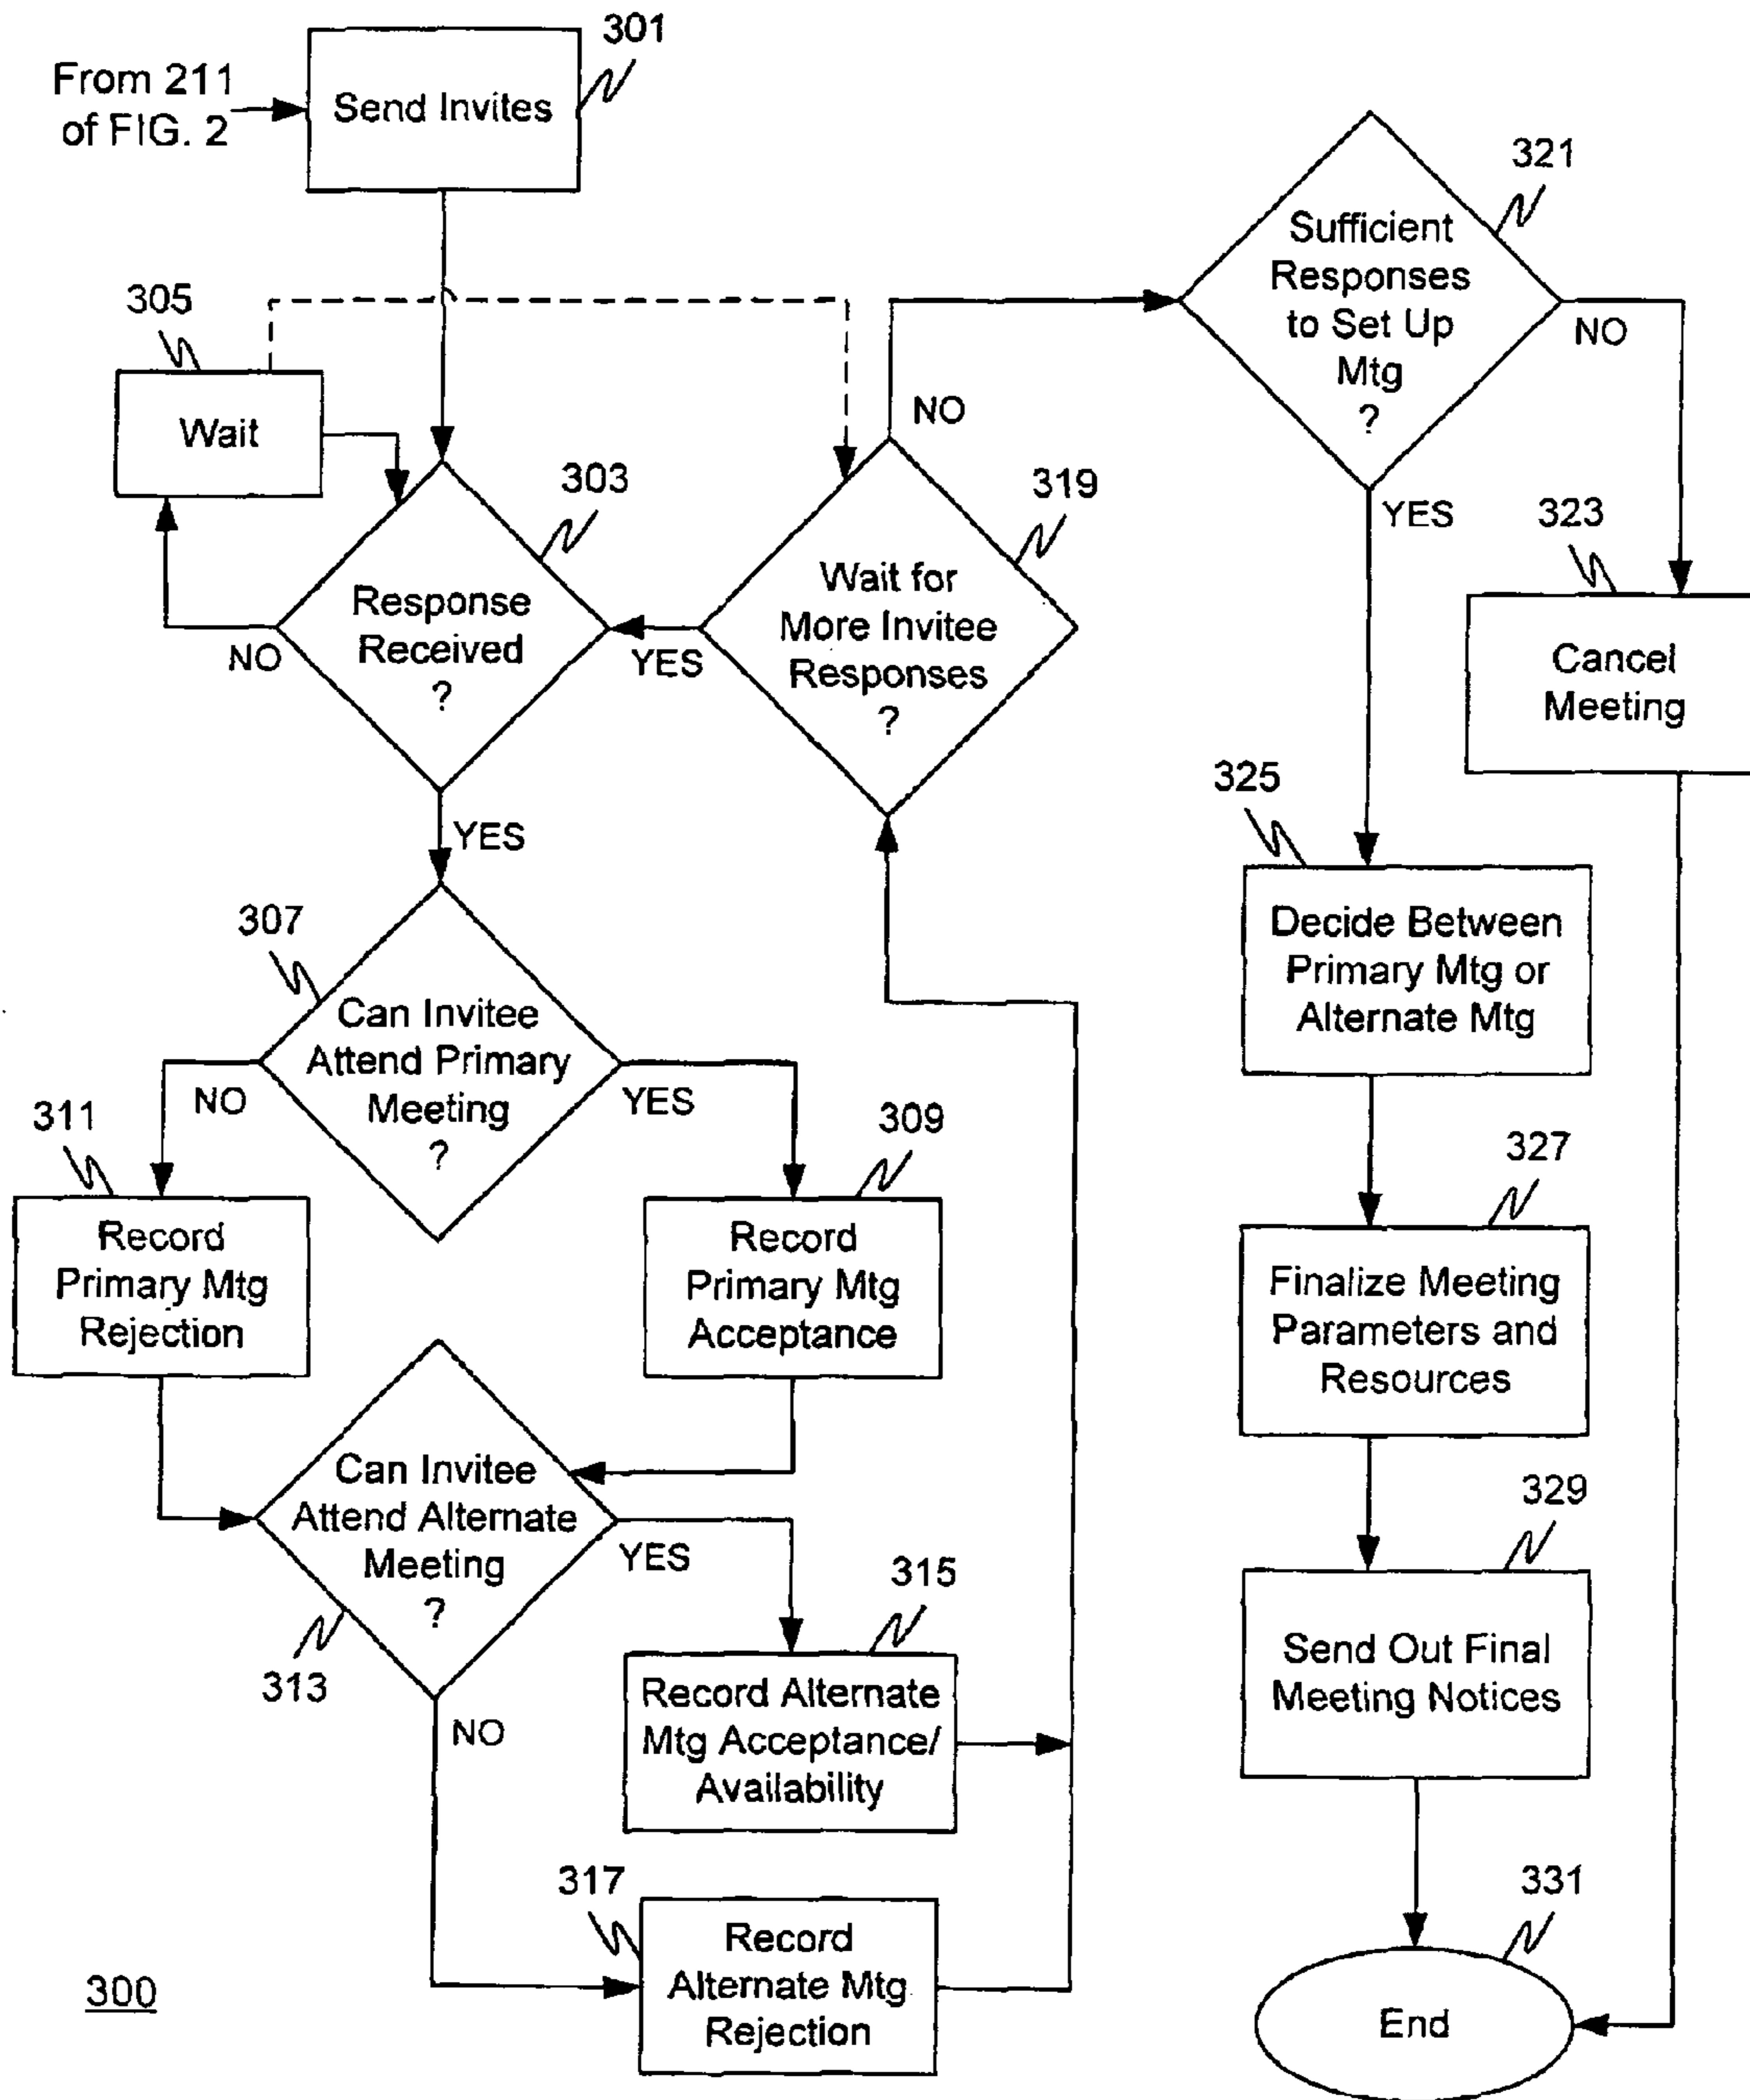 From 211
of FIG. 2
Send Invites
301
305
Wait
303
Response
Received
?
NO
YES
319
Wait for
More Invitee
Responses
?
YES
NO
321
Sufficient
Responses
to Set Up
Mtg
?
NO
YES
323
Cancel
Meeting
307
Can Invitee
Attend Primary
Meeting
?
NO
YES
311
Record
Primary Mtg
Rejection
309
Record
Primary Mtg
Acceptance
Can Invitee
Attend Alternate
Meeting
?
313
YES
NO
315
Record Alternate
Mtg Acceptance/
Availability
317
Record
Alternate Mtg
Rejection
325
Decide Between
Primary Mtg or
Alternate Mtg
327
Finalize Meeting
Parameters and
Resources
329
Send Out Final
Meeting Notices
331
End
300